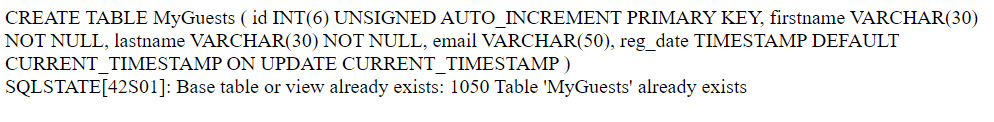 CREATE TABLE MyGuests ( id INT(6) UNSIGNED AUTO_INCREMENT PRIMARY KEY, firstname VARCHAR(30)
NOT NULL, lastname VARCHAR(30) NOT NULL, email VARCHAR(50), reg_date TIMESTAMP DEFAULT
CURRENT_TIMESTAMP ON UPDATE CURRENT_TIMESTAMP )
SQLSTATE[42S01]: Base table or view already exists: 1050 Table 'MyGuests' already exists